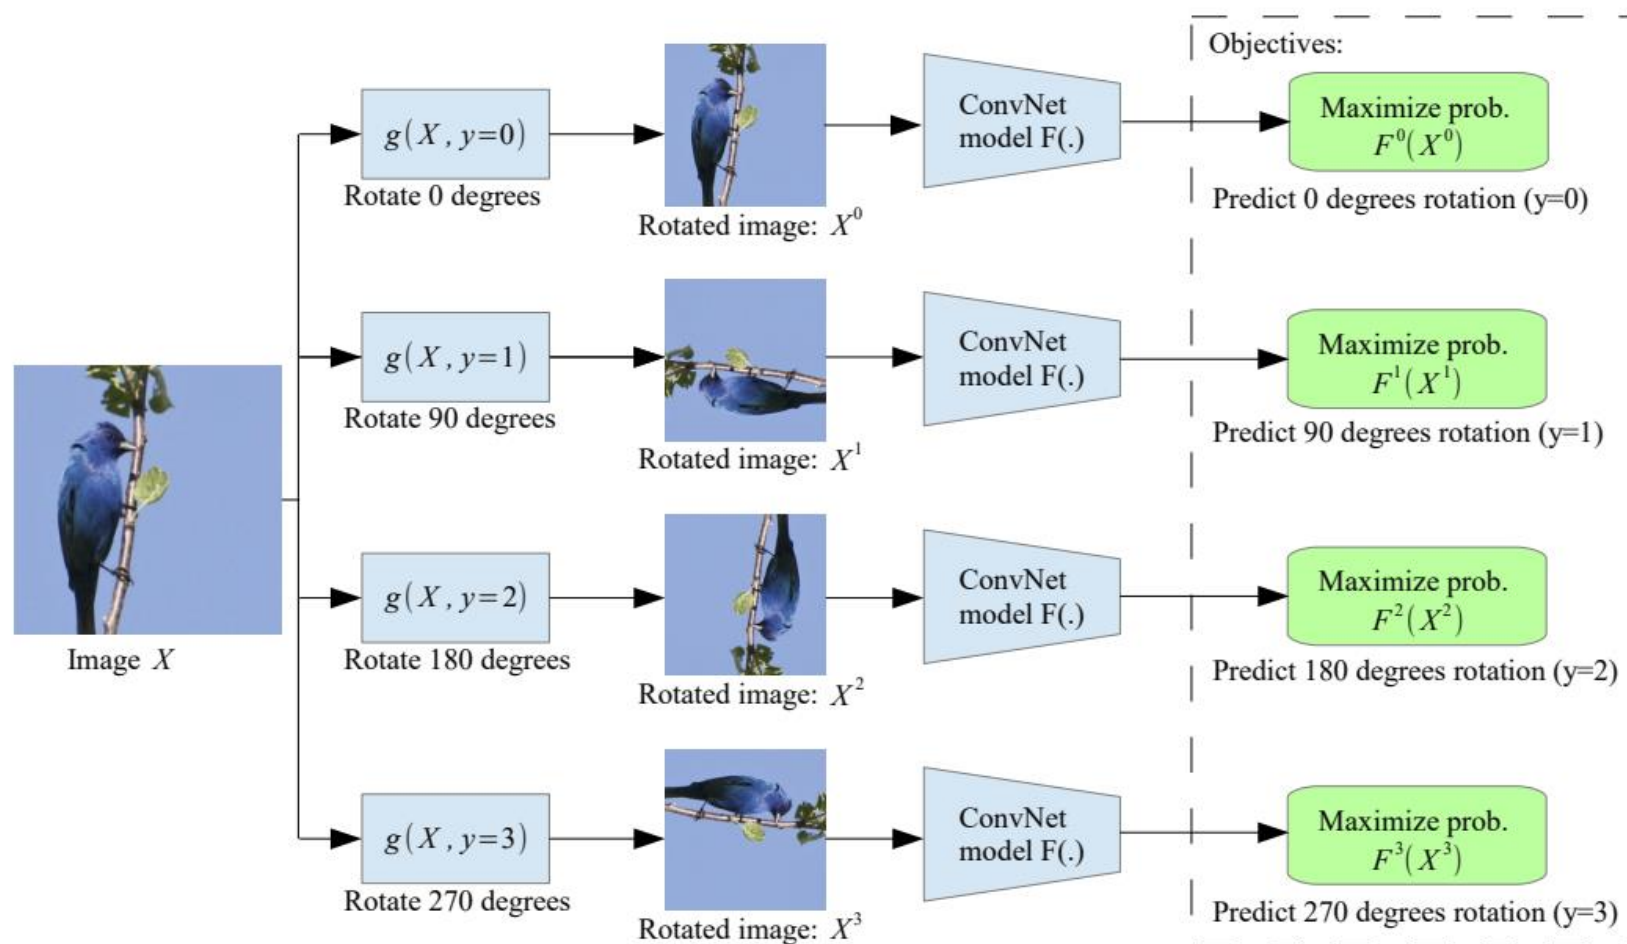 Objectives:
g(X, y=0)
Rotate 0 degrees
Rotated image: X⁰
ConvNet
model F(.)
Maximize prob.
F⁰(X⁰)
Predict 0 degrees rotation (y=0)
g(X, y=1)
Rotate 90 degrees
Rotated image: X¹
ConvNet
model F(.)
Maximize prob.
F¹(X¹)
Predict 90 degrees rotation (y=1)
Image X
g(X, y=2)
Rotate 180 degrees
Rotated image: X²
ConvNet
model F(.)
Maximize prob.
F²(X²)
Predict 180 degrees rotation (y=2)
g(X, y=3)
Rotate 270 degrees
Rotated image: X³
ConvNet
model F(.)
Maximize prob.
F³(X³)
Predict 270 degrees rotation (y=3)